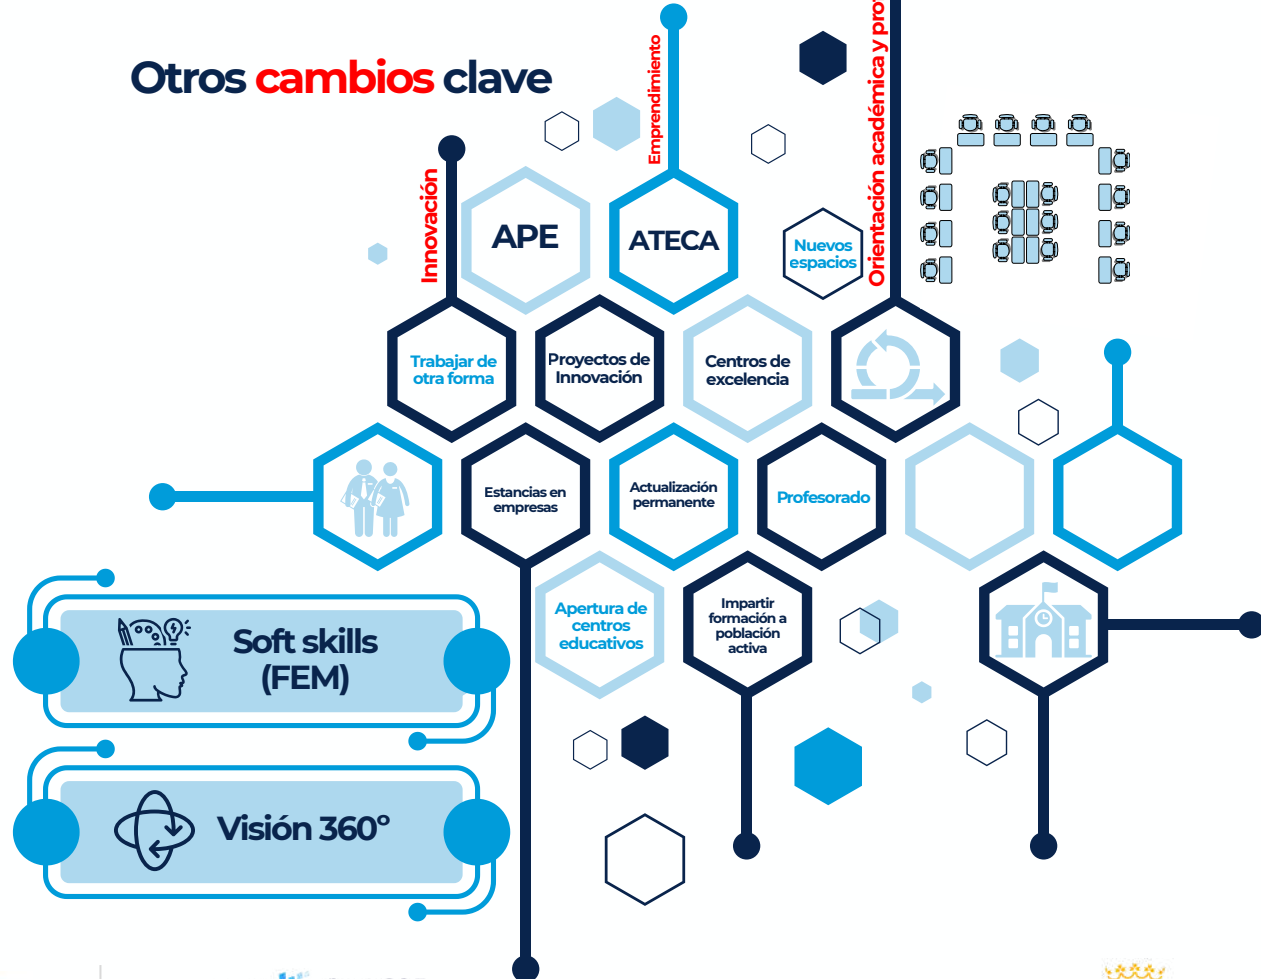 Otros cambios clave
Innovación
Emprendimiento
Orientación académica y
APE
ATECA
Nuevos
espacios
Trabajar de
otra forma
Proyectos de
Innovación
Centros de
excelencia
Estancias en
empresas
Actualización
permanente
Profesorado
Apertura de
centros
educativos
Impartir
formación a
población
activa
Soft skills
(FEM)
Visión 360º